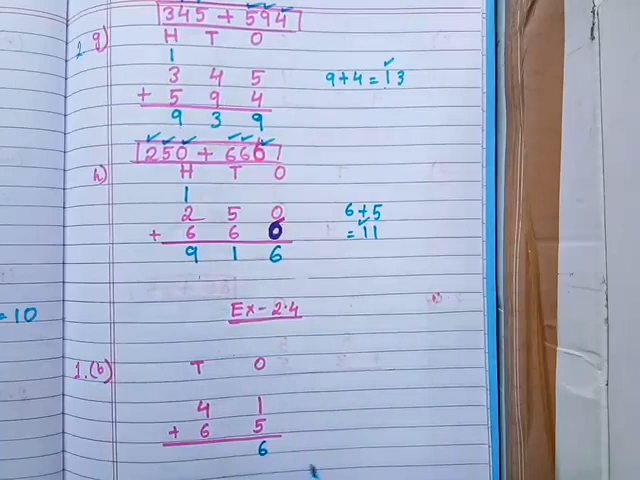 345 + 594
2. g) H T O
1
3 4 5 9+4 = 13
+ 5 9 4
9 3 9
250 + 666
h) H T O
1
2 5 0 6+5
+ 6 6 0 = 11
9 1 6
= 10
Ex - 2.4
1. (b) T O
4 1
+ 6 5
6